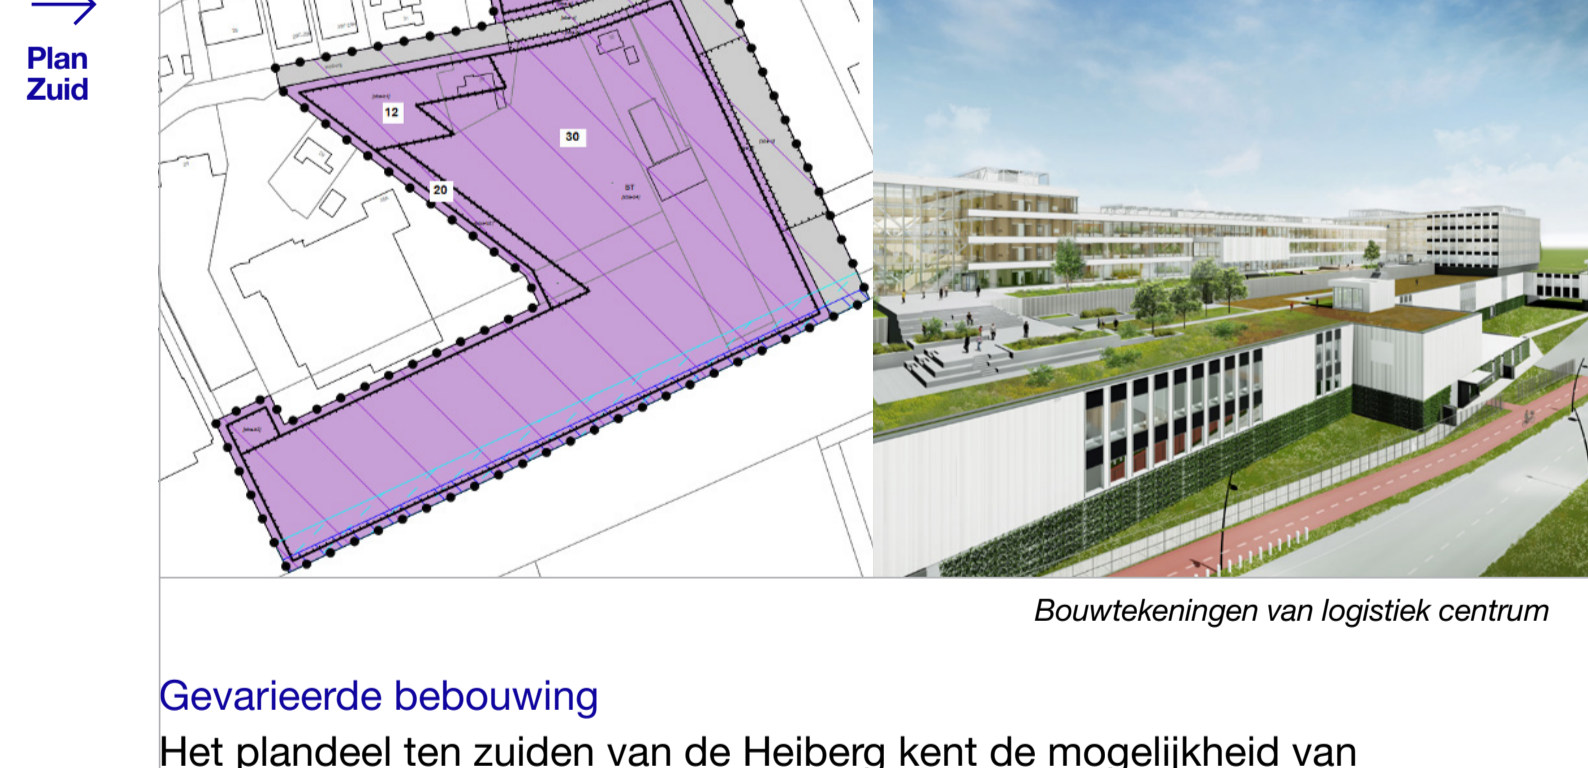 Plan
Zuid
12
30
20
BT
Bouwtekeningen van logistiek centrum
Gevarieerde bebouwing
Het plandeel ten zuiden van de Heiberg kent de mogelijkheid van